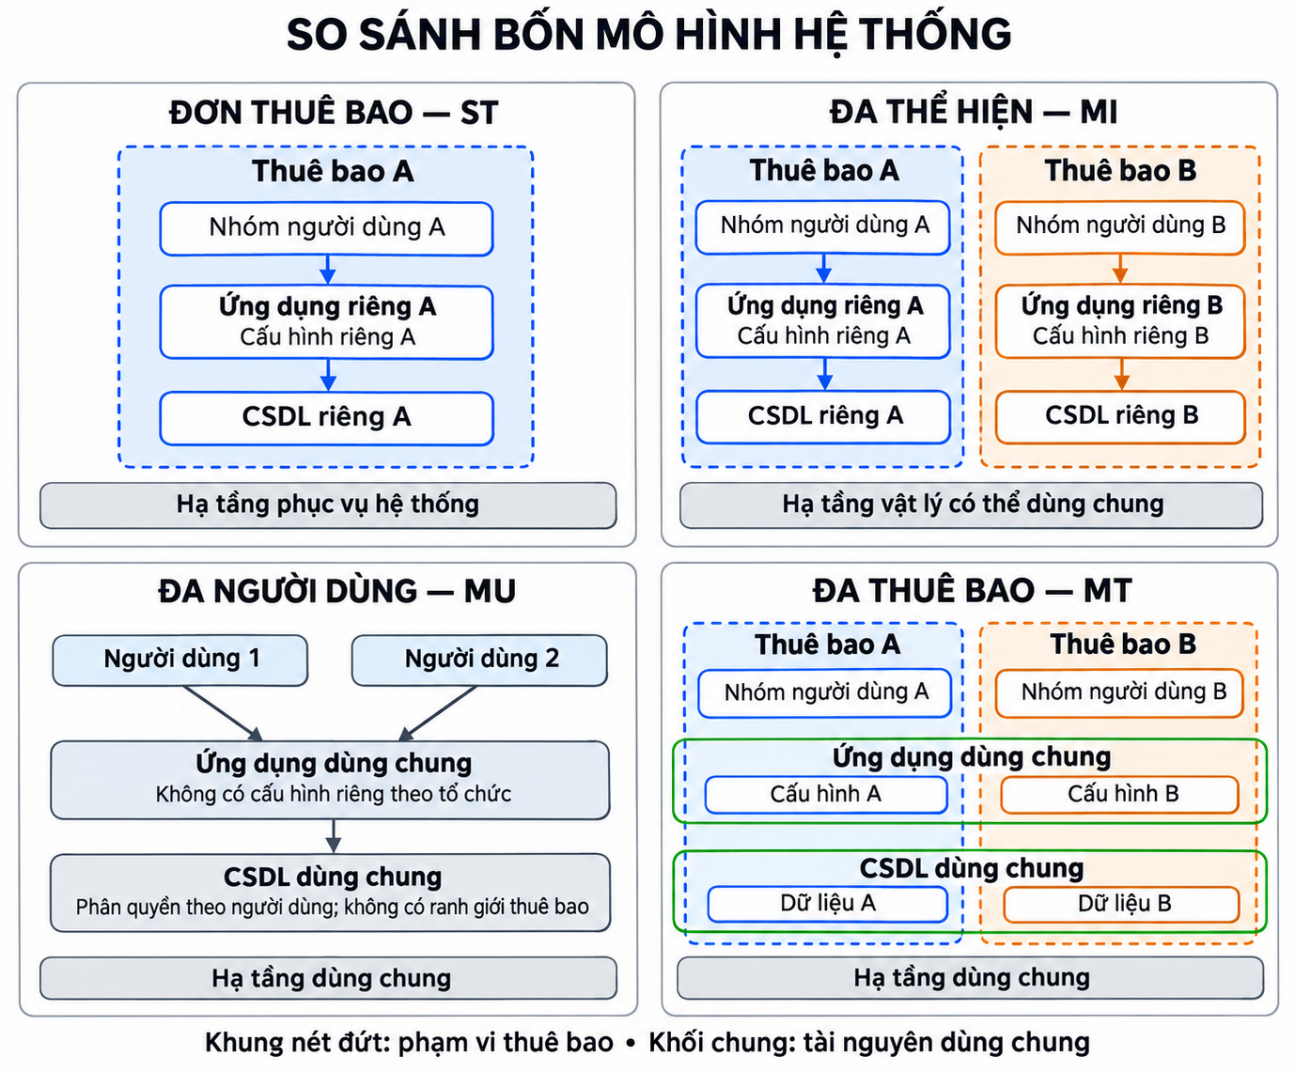 SO SÁNH BỐN MÔ HÌNH HỆ THỐNG
ĐƠN THUÊ BAO — ST
Thuê bao A
Nhóm người dùng A
Ứng dụng riêng A
Cấu hình riêng A
CSDL riêng A
Hạ tầng phục vụ hệ thống
ĐA THỂ HIỆN — MI
Thuê bao A
Nhóm người dùng A
Ứng dụng riêng A
Cấu hình riêng A
CSDL riêng A
Thuê bao B
Nhóm người dùng B
Ứng dụng riêng B
Cấu hình riêng B
CSDL riêng B
Hạ tầng vật lý có thể dùng chung
ĐA NGƯỜI DÙNG — MU
Người dùng 1
Người dùng 2
Ứng dụng dùng chung
Không có cấu hình riêng theo tổ chức
CSDL dùng chung
Phân quyền theo người dùng; không có ranh giới thuê bao
Hạ tầng dùng chung
ĐA THUÊ BAO — MT
Thuê bao A
Thuê bao B
Nhóm người dùng A
Nhóm người dùng B
Ứng dụng dùng chung
Cấu hình A
Cấu hình B
CSDL dùng chung
Dữ liệu A
Dữ liệu B
Hạ tầng dùng chung
Khung nét đứt: phạm vi thuê bao • Khối chung: tài nguyên dùng chung